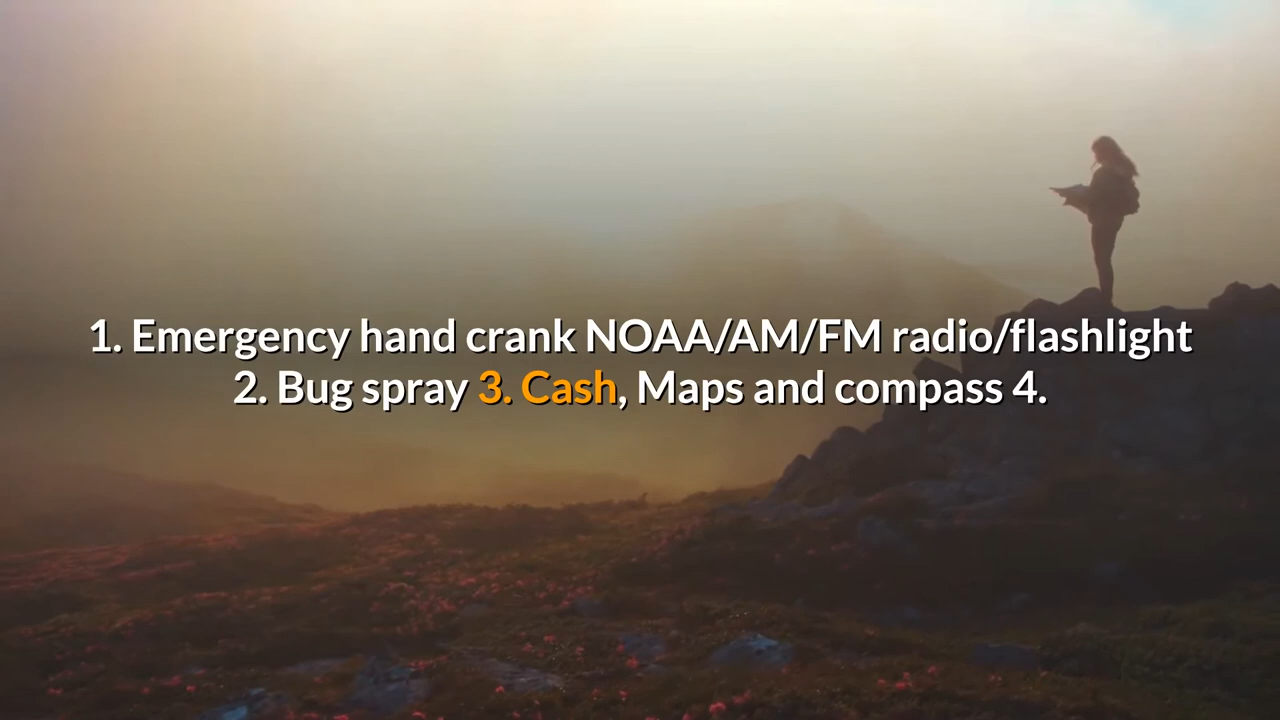 1. Emergency hand crank NOAA/AM/FM radio/flashlight
2. Bug spray 3. Cash, Maps and compass 4.